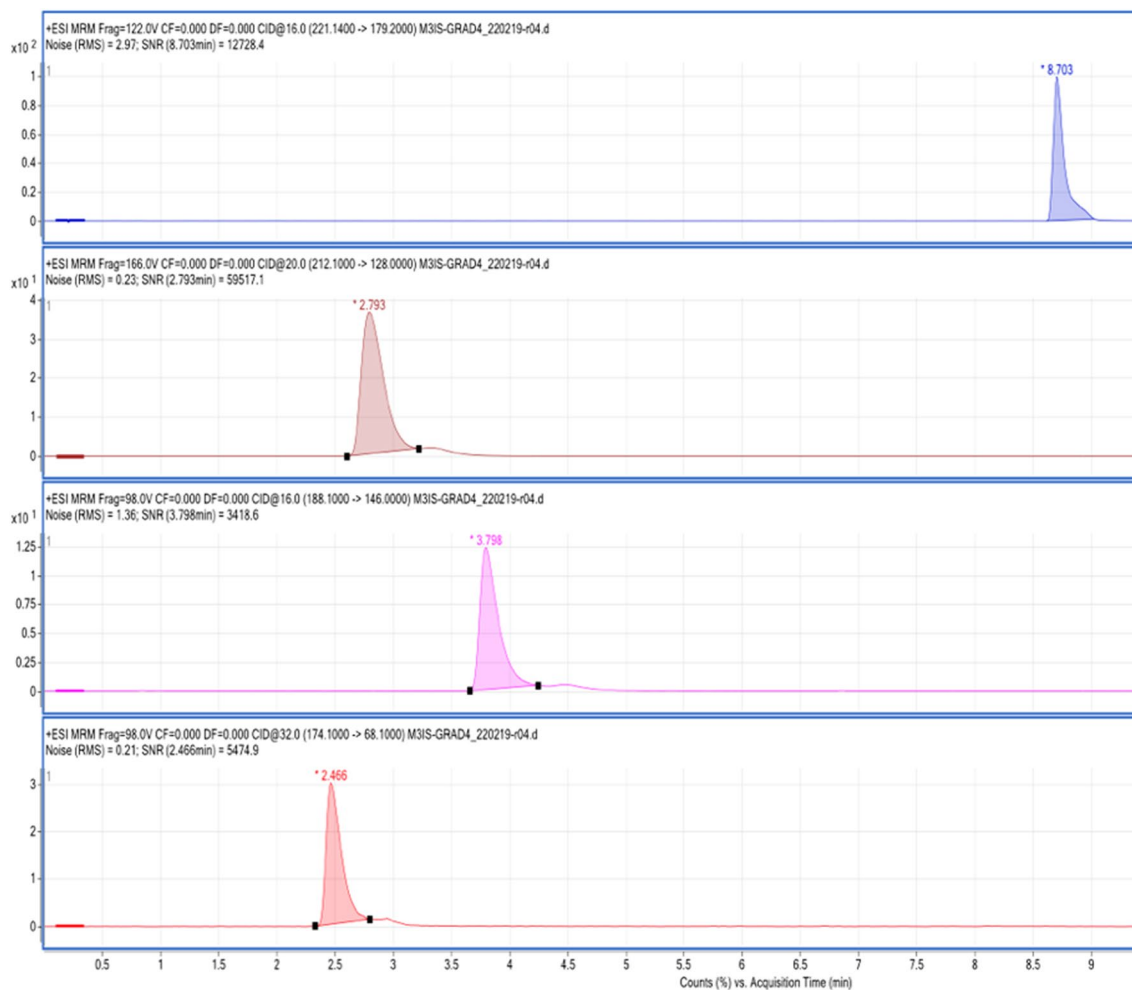 +ESI MRM Frag=122.0V CF=0.000 DF=0.000 CID@16.0 (221.1400 -> 179.2000) M3IS-GRAD4_220219-r04.d
Noise (RMS) = 2.97; SNR (8.703min) = 12728.4
x10 2
1
* 8.703
1
0.8
0.6
0.4
0.2
0
+ESI MRM Frag=166.0V CF=0.000 DF=0.000 CID@20.0 (212.1000 -> 128.0000) M3IS-GRAD4_220219-r04.d
Noise (RMS) = 0.23; SNR (2.793min) = 59517.1
x10 1
1
* 2.793
4
3
2
1
0
+ESI MRM Frag=98.0V CF=0.000 DF=0.000 CID@16.0 (188.1000 -> 146.0000) M3IS-GRAD4_220219-r04.d
Noise (RMS) = 1.36; SNR (3.798min) = 3418.6
x10 1
1
* 3.798
1.25
1
0.75
0.5
0.25
0
+ESI MRM Frag=98.0V CF=0.000 DF=0.000 CID@32.0 (174.1000 -> 68.1000) M3IS-GRAD4_220219-r04.d
Noise (RMS) = 0.21; SNR (2.466min) = 5474.9
1
* 2.466
3
2
1
0
0.5 1 1.5 2 2.5 3 3.5 4 4.5 5 5.5 6 6.5 7 7.5 8 8.5 9
Counts (%) vs. Acquisition Time (min)